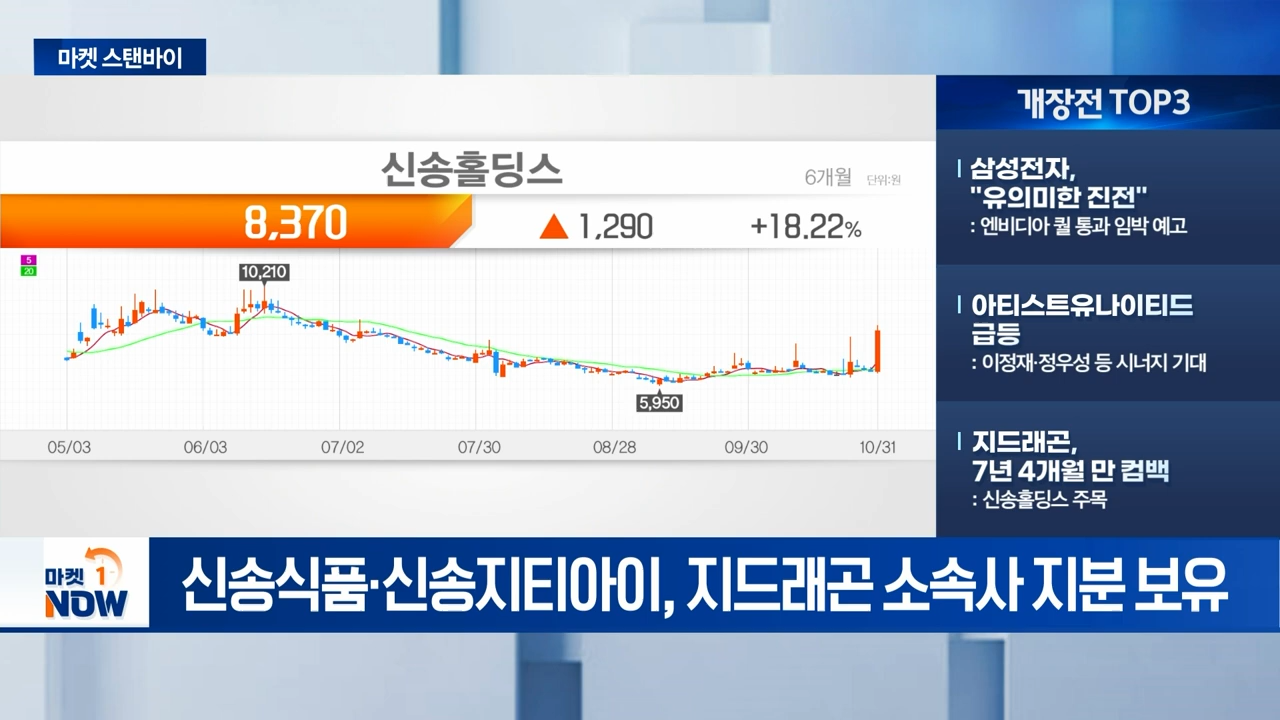 마켓 스탠바이
신송홀딩스
6개월 단위:원
8,370
▲ 1,290
+18.22%
5
20
10,210
5,950
05/03
06/03
07/02
07/30
08/28
09/30
10/31
개장전 TOP3
삼성전자,
"유의미한 진전"
: 엔비디아 퀄 통과 임박 예고
아티스트유나이티드
급등
: 이정재·정우성 등 시너지 기대
지드래곤,
7년 4개월 만 컴백
: 신송홀딩스 주목
마켓 1
NOW
신송식품·신송지티아이, 지드래곤 소속사 지분 보유